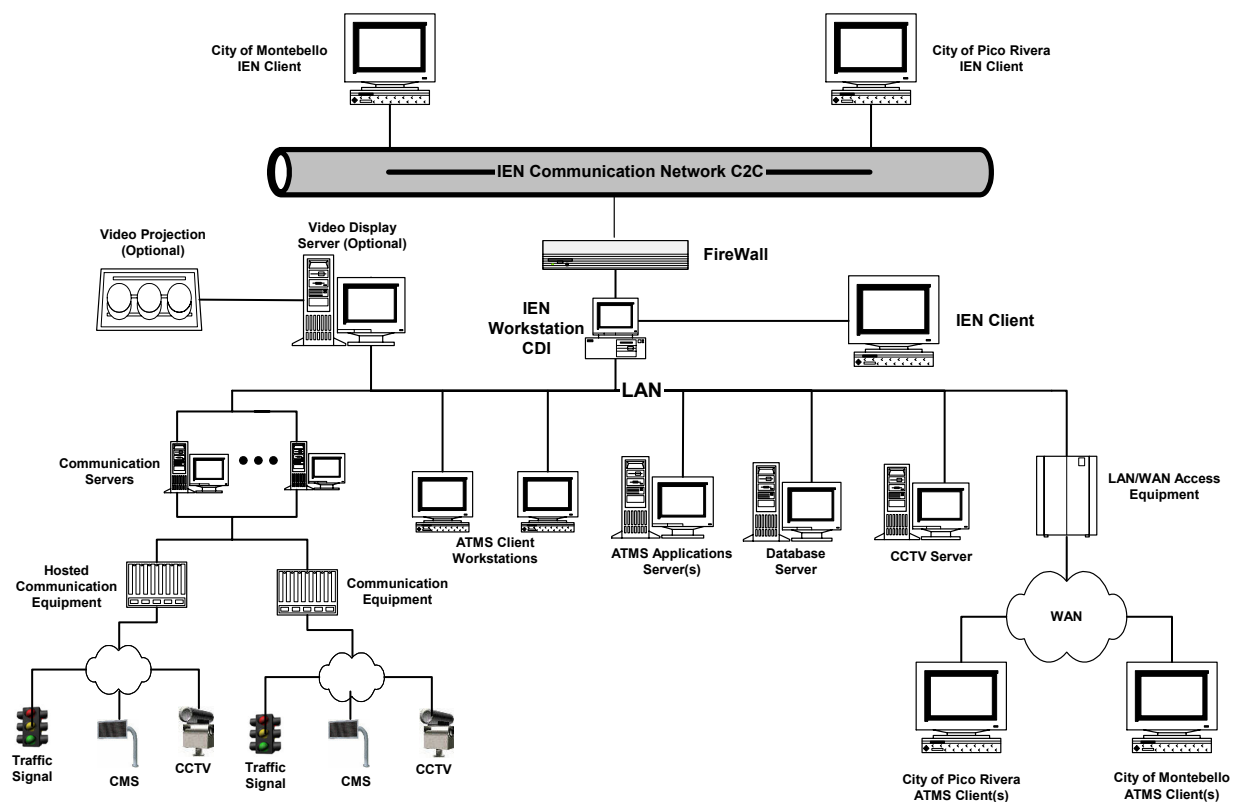 City of Montebello
IEN Client
City of Pico Rivera
IEN Client
IEN Communication Network C2C
Video Projection
(Optional)
Video Display
Server (Optional)
FireWall
IEN
Workstation
CDI
IEN Client
LAN
Communication
Servers
LAN/WAN Access
Equipment
ATMS Client
Workstations
ATMS Applications
Server(s)
Database
Server
CCTV Server
Hosted
Communication
Equipment
Communication
Equipment
WAN
Traffic
Signal
CMS
CCTV
Traffic
Signal
CMS
CCTV
City of Pico Rivera
ATMS Client(s)
City of Montebello
ATMS Client(s)